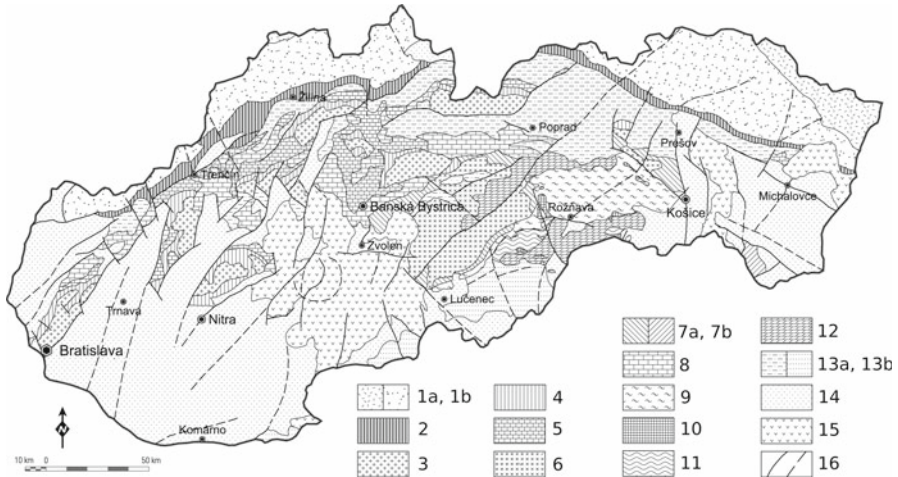 Žilina
Poprad
Prešov
Trenčín
Michalovce
Banská Bystrica
Rožňava
Košice
Zvolen
Trnava
Nitra
Lučenec
Bratislava
Komárno
N
10 km 0 50 km
1a, 1b
2
3
4
5
6
7a, 7b
8
9
10
11
12
13a, 13b
14
15
16